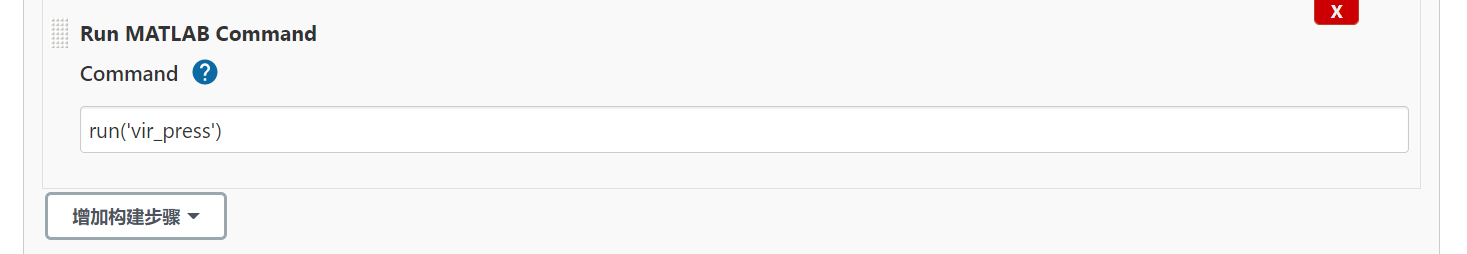 X
Run MATLAB Command
Command ?
run('vir_press')
增加构建步骤